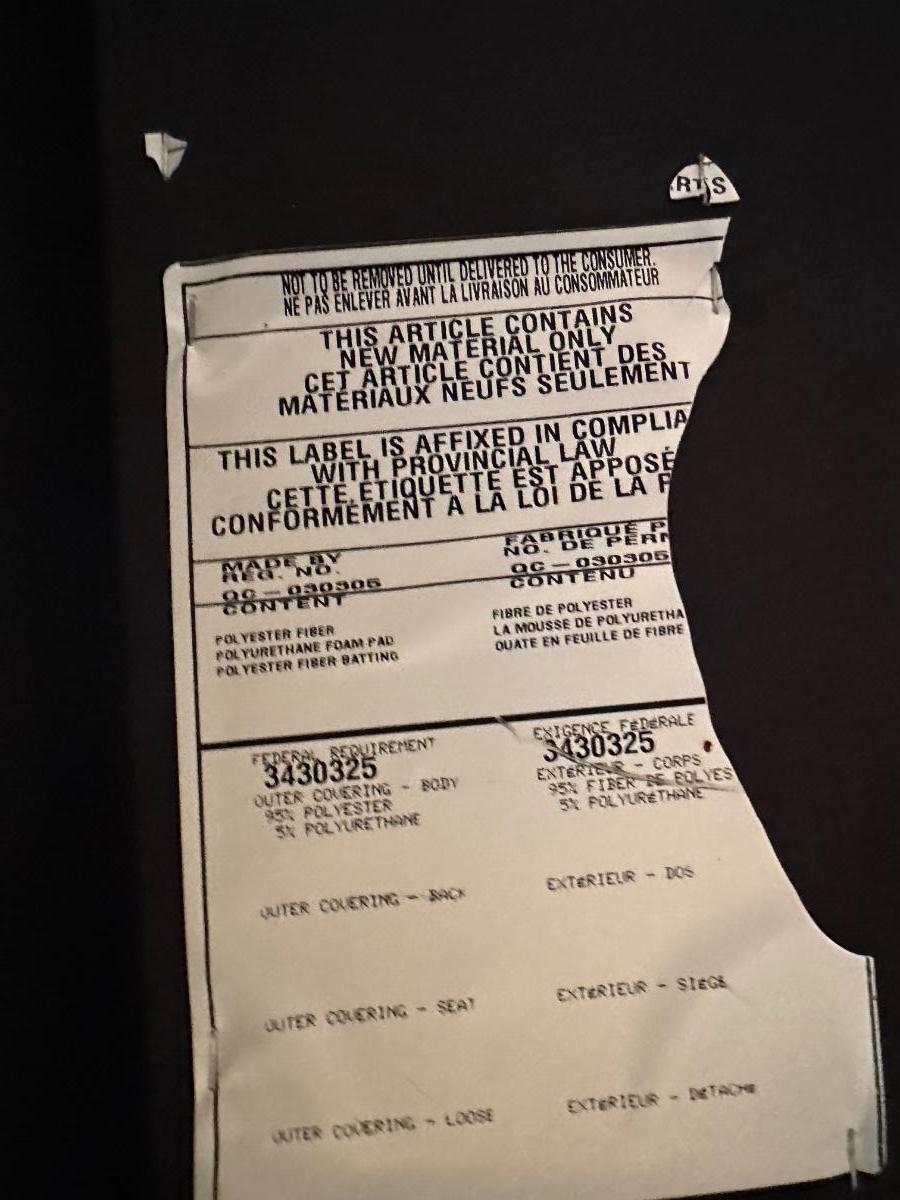 RTS
NOT TO BE REMOVED UNTIL DELIVERED TO THE CONSUMER.
NE PAS ENLEVER AVANT LA LIVRAISON AU CONSOMMATEUR
THIS ARTICLE CONTAINS
NEW MATERIAL ONLY
CET ARTICLE CONTIENT DES
MATÉRIAUX NEUFS SEULEMENT
THIS LABEL IS AFFIXED IN COMPLIA
WITH PROVINCIAL LAW
CETTE ÉTIQUETTE EST APPOSÉ
CONFORMÉMENT À LA LOI DE LA P
MADE BY
REG. NO.
QC - 030305
CONTENT
FABRIQUÉ P
NO. DE PERM
QC - 030305
CONTENU
POLYESTER FIBER
POLYURETHANE FOAM PAD
POLYESTER FIBER BATTING
FIBRE DE POLYESTER
LA MOUSSE DE POLYURETHA
OUATE EN FEUILLE DE FIBRE
FEDERAL REQUIREMENT
3430325
OUTER COVERING - BODY
95% POLYESTER
5% POLYURETHANE
EXIGENCE FéDéRALE
3430325
EXTéRIEUR - CORPS
95% FIBER DE POLYES
5% POLYURéTHANE
OUTER COVERING - BACK
EXTéRIEUR - DOS
OUTER COVERING - SEAT
EXTéRIEUR - SIéGE
OUTER COVERING - LOOSE
EXTéRIEUR - DéTACHé